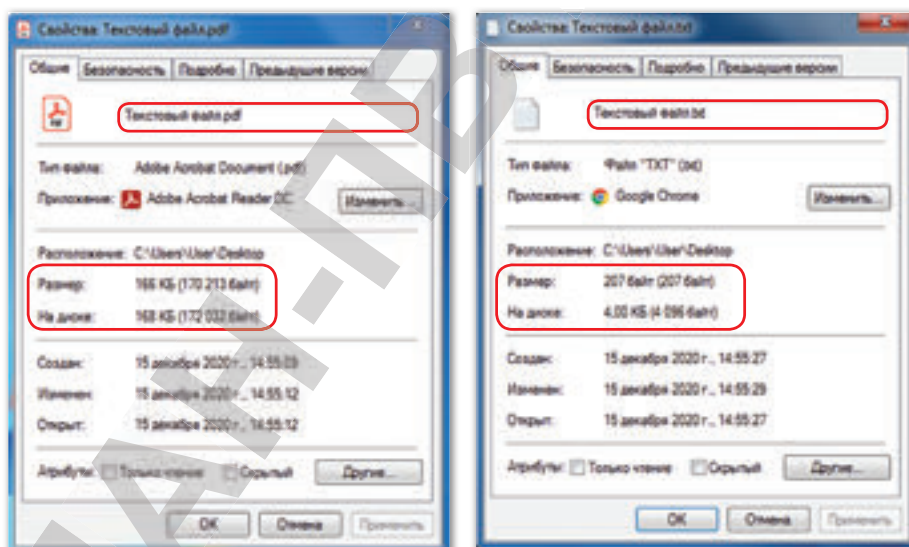 Свойства: Текстовый файл.pdf
Общие Безопасность Подробно Предыдущие версии
Текстовый файл.pdf
Тип файла: Adobe Acrobat Document (.pdf)
Приложение: Adobe Acrobat Reader DC Изменить...
Расположение: C:\Users\User\Desktop
Размер: 166 КБ (170 213 байт)
На диске: 168 КБ (172 032 байт)
Создан: 15 декабря 2020 г., 14:55:09
Изменен: 15 декабря 2020 г., 14:55:12
Открыт: 15 декабря 2020 г., 14:55:12
Атрибуты: Только чтение Скрытый Другие...
OK Отмена Применить
Свойства: Текстовый файл.txt
Общие Безопасность Подробно Предыдущие версии
Текстовый файл.txt
Тип файла: Файл "TXT" (.txt)
Приложение: Google Chrome Изменить...
Расположение: C:\Users\User\Desktop
Размер: 207 байт (207 байт)
На диске: 4,00 КБ (4 096 байт)
Создан: 15 декабря 2020 г., 14:55:27
Изменен: 15 декабря 2020 г., 14:55:29
Открыт: 15 декабря 2020 г., 14:55:27
Атрибуты: Только чтение Скрытый Другие...
OK Отмена Применить